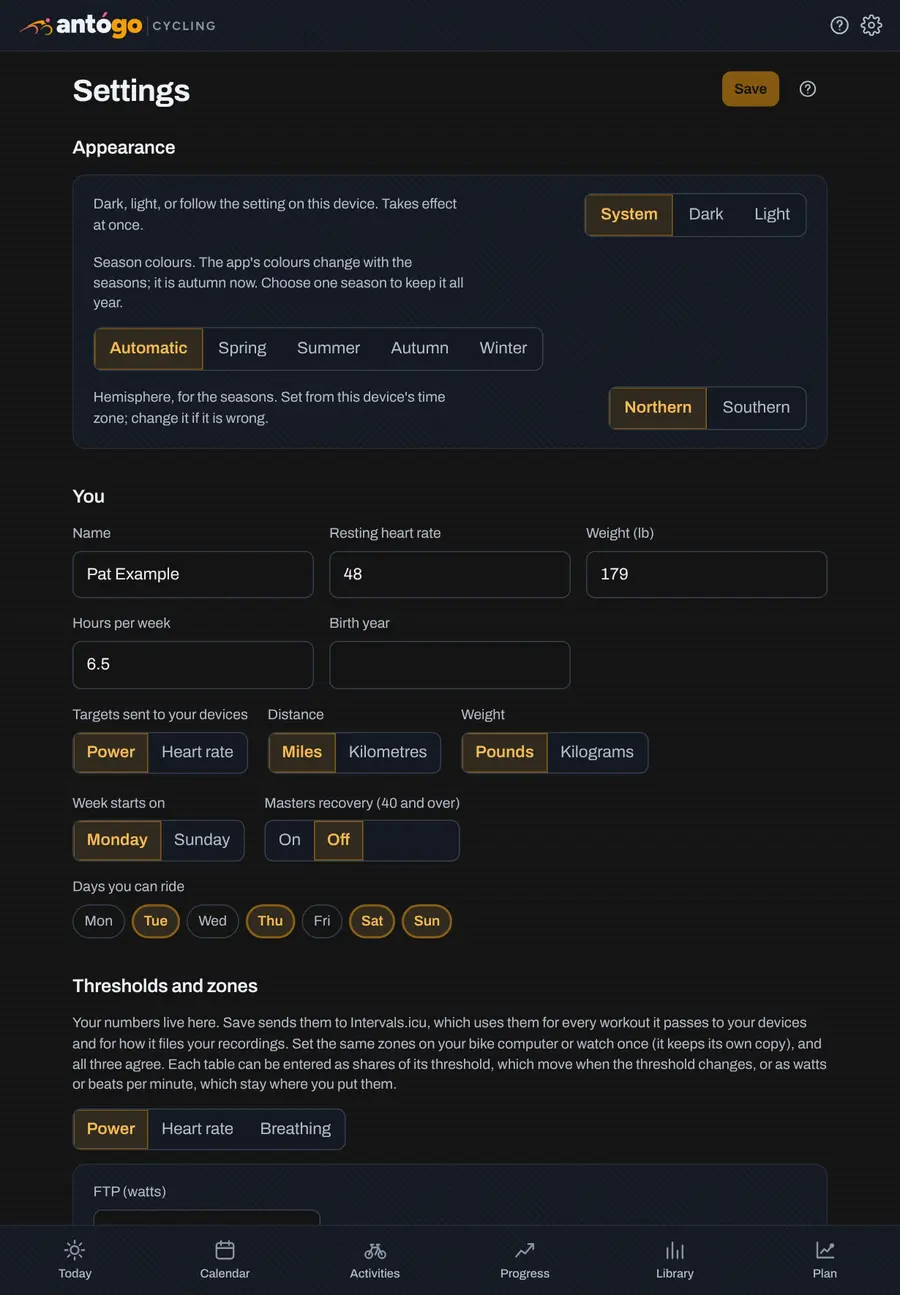 antógo CYCLING
Settings
Save
Appearance
Dark, light, or follow the setting on this device. Takes effect
at once.
System Dark Light
Season colours. The app's colours change with the
seasons; it is autumn now. Choose one season to keep it all
year.
Automatic Spring Summer Autumn Winter
Hemisphere, for the seasons. Set from this device's time
zone; change it if it is wrong.
Northern Southern
You
Name Resting heart rate Weight (lb)
Pat Example 48 179
Hours per week Birth year
6.5
Targets sent to your devices Distance Weight
Power Heart rate Miles Kilometres Pounds Kilograms
Week starts on Masters recovery (40 and over)
Monday Sunday On Off
Days you can ride
Mon Tue Wed Thu Fri Sat Sun
Thresholds and zones
Your numbers live here. Save sends them to Intervals.icu, which uses them for every workout it passes to your devices
and for how it files your recordings. Set the same zones on your bike computer or watch once (it keeps its own copy), and
all three agree. Each table can be entered as shares of its threshold, which move when the threshold changes, or as watts
or beats per minute, which stay where you put them.
Power Heart rate Breathing
FTP (watts)
Today Calendar Activities Progress Library Plan